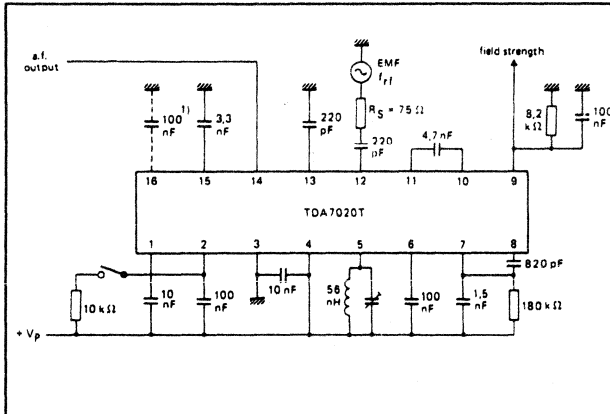 a.f.
output
EMF
f rf
field strength
RS = 75 Ω
100
nF
1)
3,3
nF
220
pF
220
pF
4,7 nF
8,2
kΩ
100
nF
16 15 14 13 12 11 10 9
TDA7020T
1 2 3 4 5 6 7 8
820 pF
10 kΩ
10
nF
100
nF
10 nF
56
nH
100
nF
1,5
nF
180 kΩ
+ VP